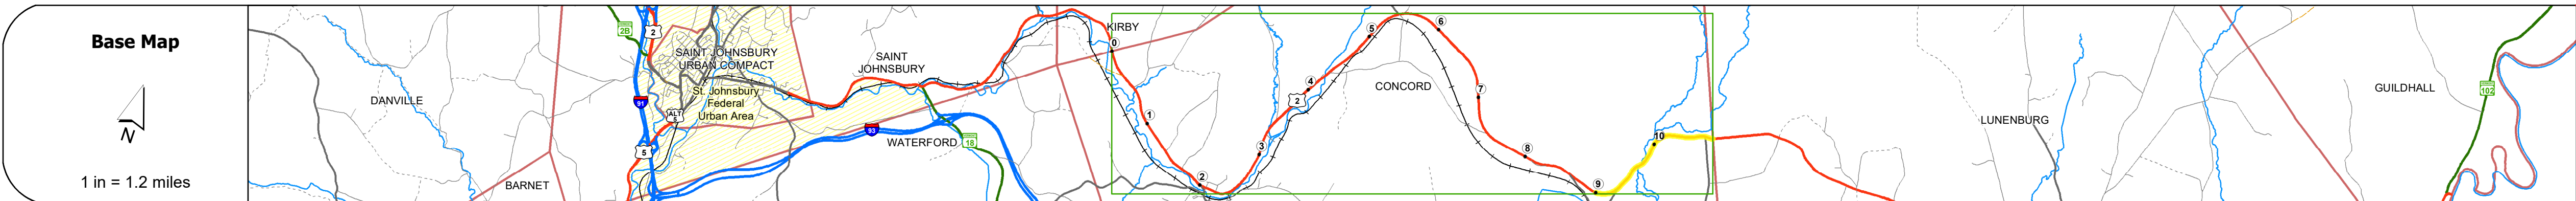 Base Map
N
1 in = 1.2 miles
DANVILLE
BARNET
2B
2
SAINT JOHNSBURY
URBAN COMPACT
St. Johnsbury
Federal
Urban Area
91
ALT
5
5
SAINT
JOHNSBURY
93
WATERFORD
18
KIRBY
0
1
2
3
2
4
5
6
CONCORD
7
8
9
10
LUNENBURG
GUILDHALL
102